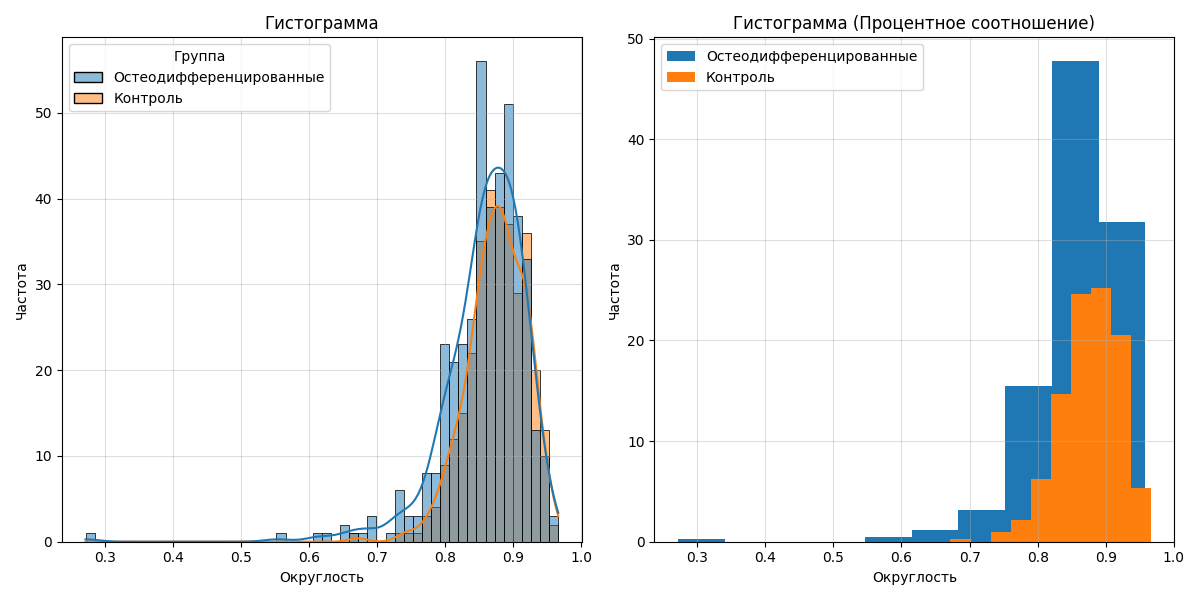 Гистограмма
Группа
Остеодифференцированные
Контроль
Частота
0
10
20
30
40
50
0.3 0.4 0.5 0.6 0.7 0.8 0.9 1.0
Округлость
Гистограмма (Процентное соотношение)
Остеодифференцированные
Контроль
Частота
0
10
20
30
40
50
0.3 0.4 0.5 0.6 0.7 0.8 0.9 1.0
Округлость